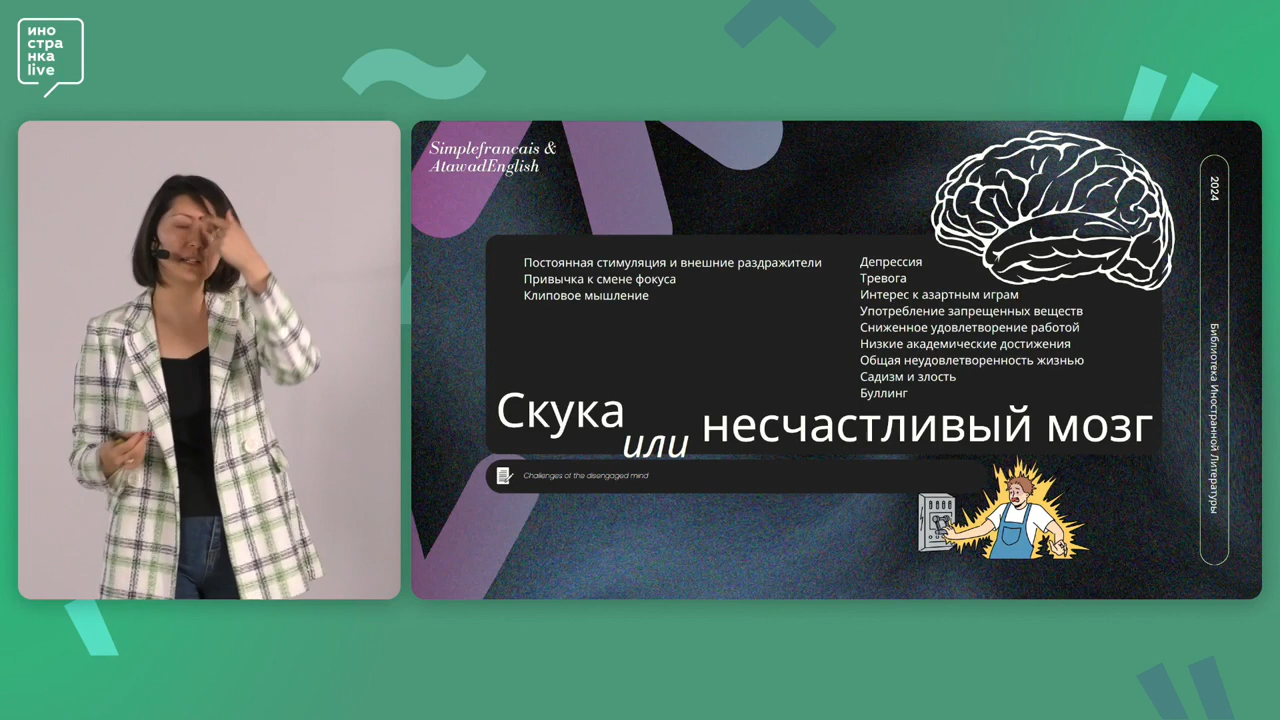 ино
стра
нка
live
Simplefrancais &
AtawadEnglish
2024
Библиотека Иностранной Литературы
Постоянная стимуляция и внешние раздражители
Привычка к смене фокуса
Клиповое мышление
Депрессия
Тревога
Интерес к азартным играм
Употребление запрещенных веществ
Сниженное удовлетворение работой
Низкие академические достижения
Общая неудовлетворенность жизнью
Садизм и злость
Буллинг
Скука
или
несчастливый мозг
Challenges of the disengaged mind